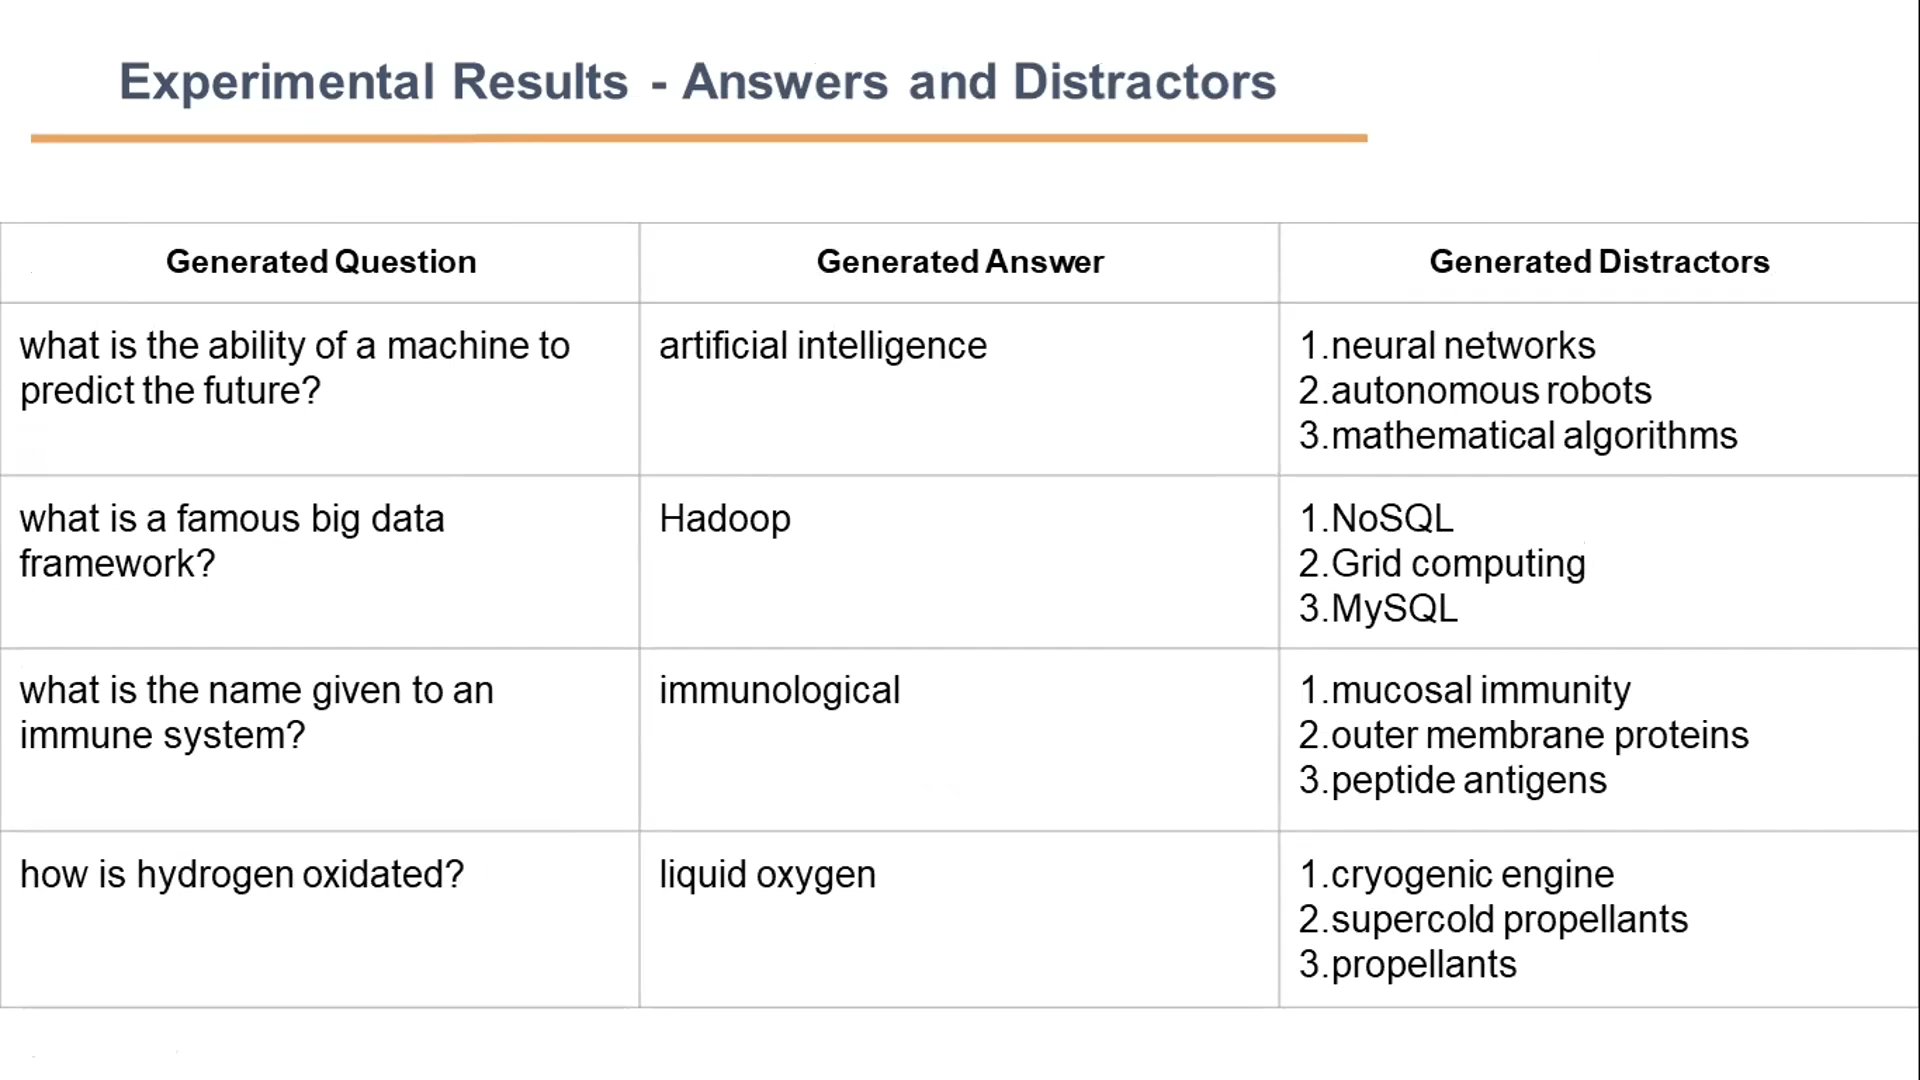 Experimental Results - Answers and Distractors
Generated Question
Generated Answer
Generated Distractors
what is the ability of a machine to
predict the future?
artificial intelligence
1.neural networks
2.autonomous robots
3.mathematical algorithms
what is a famous big data
framework?
Hadoop
1.NoSQL
2.Grid computing
3.MySQL
what is the name given to an
immune system?
immunological
1.mucosal immunity
2.outer membrane proteins
3.peptide antigens
how is hydrogen oxidated?
liquid oxygen
1.cryogenic engine
2.supercold propellants
3.propellants